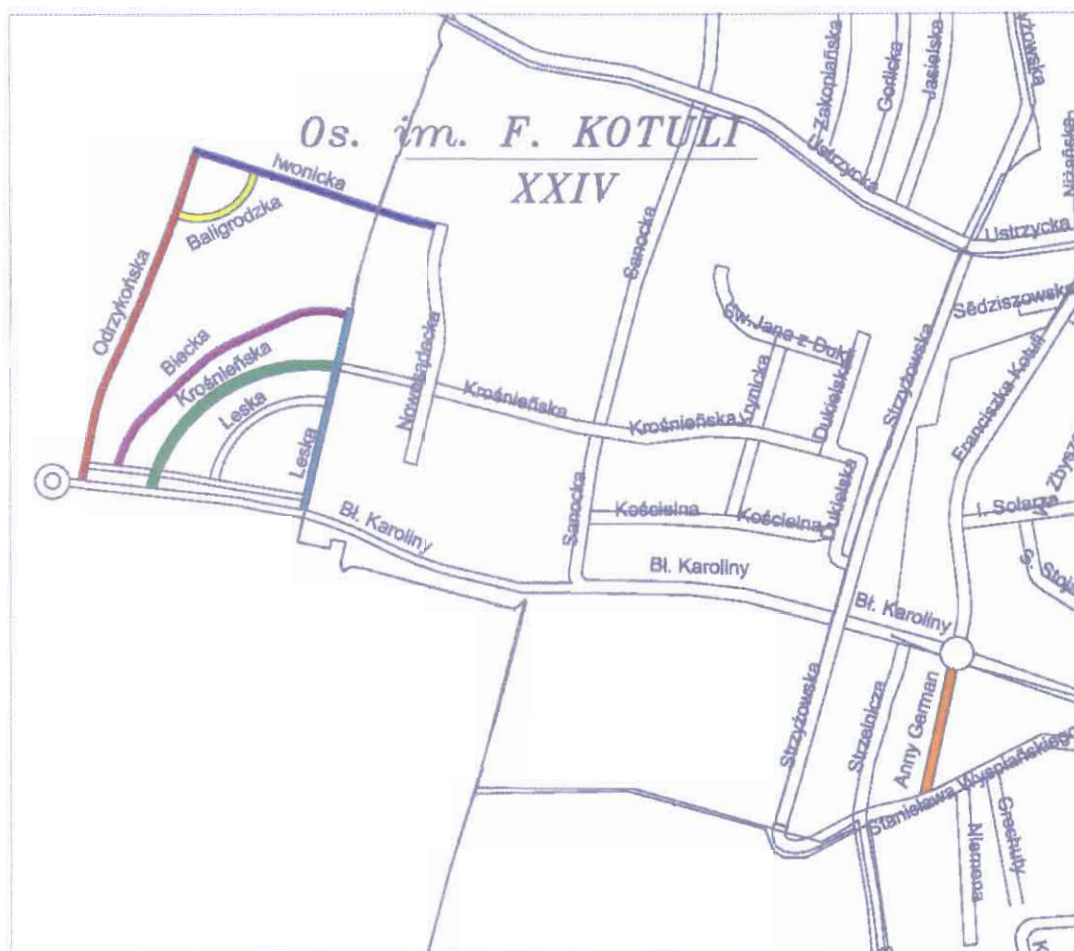 Os. im. F. KOTULI
XXIV
Zakopiańska
Gorlicka
Jasielska
Niżańska
Ustrzycka
Ustrzycka
Iwonicka
Baligrodzka
Odrzykońska
Sanocka
Sędziszowska
Św. Jana z Dukli
Strzyżowska
Franciszka Kotuli
Biecka
Krośnieńska
Leska
Leska
Nowosądecka
Krośnieńska
Krośnieńska
Krynicka
Dukielska
Dukielska
Sanocka
Kościelna
Kościelna
I. Solarza
Bł. Karoliny
Bł. Karoliny
Bł. Karoliny
Strzyżowska
Strzelnicza
Anny German
Stanisława Wyspiańskiego
Niemena
Grechuty